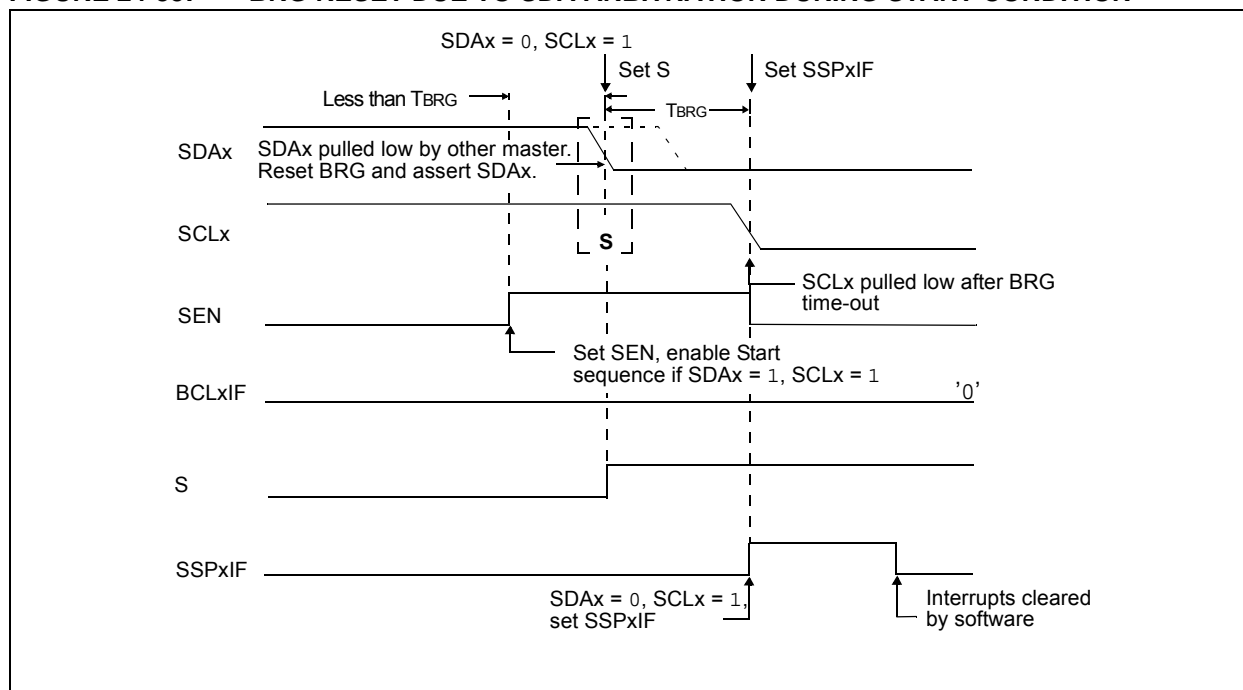 SDAx = 0, SCLx = 1
Set S
Set SSPxIF
Less than TBRG
TBRG
SDAx
SDAx pulled low by other master.
Reset BRG and assert SDAx.
SCLx
S
SCLx pulled low after BRG
time-out
SEN
Set SEN, enable Start
sequence if SDAx = 1, SCLx = 1
BCLxIF
'0'
S
SSPxIF
SDAx = 0, SCLx = 1,
set SSPxIF
Interrupts cleared
by software